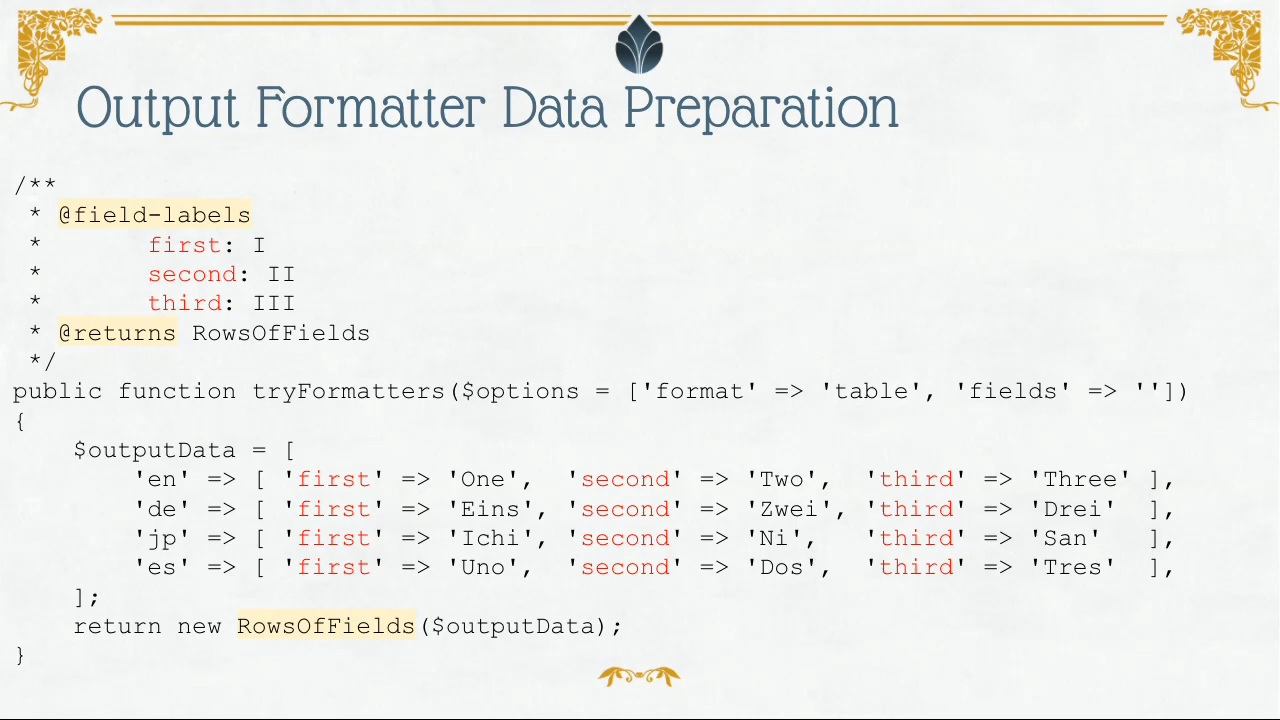 Output Formatter Data Preparation
/**
 * @field-labels
 *       first: I
 *       second: II
 *       third: III
 * @returns RowsOfFields
 */
public function tryFormatters($options = ['format' => 'table', 'fields' => ''])
{
    $outputData = [
        'en' => [ 'first' => 'One',  'second' => 'Two',  'third' => 'Three' ],
        'de' => [ 'first' => 'Eins', 'second' => 'Zwei', 'third' => 'Drei'  ],
        'jp' => [ 'first' => 'Ichi', 'second' => 'Ni',   'third' => 'San'   ],
        'es' => [ 'first' => 'Uno',  'second' => 'Dos',  'third' => 'Tres'  ],
    ];
    return new RowsOfFields($outputData);
}